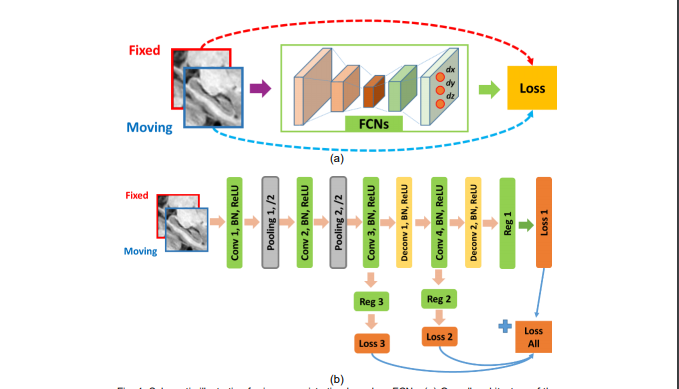 Fixed
Moving
dx
dy
dz
FCNs
Loss
(a)
Fixed
Moving
Conv 1, BN, ReLU
Pooling 1, /2
Conv 2, BN, ReLU
Pooling 2, /2
Conv 3, BN, ReLU
Deconv 1, BN, ReLU
Conv 4, BN, ReLU
Deconv 2, BN, ReLU
Reg 1
Loss 1
Reg 3
Reg 2
Loss 3
Loss 2
Loss
All
(b)